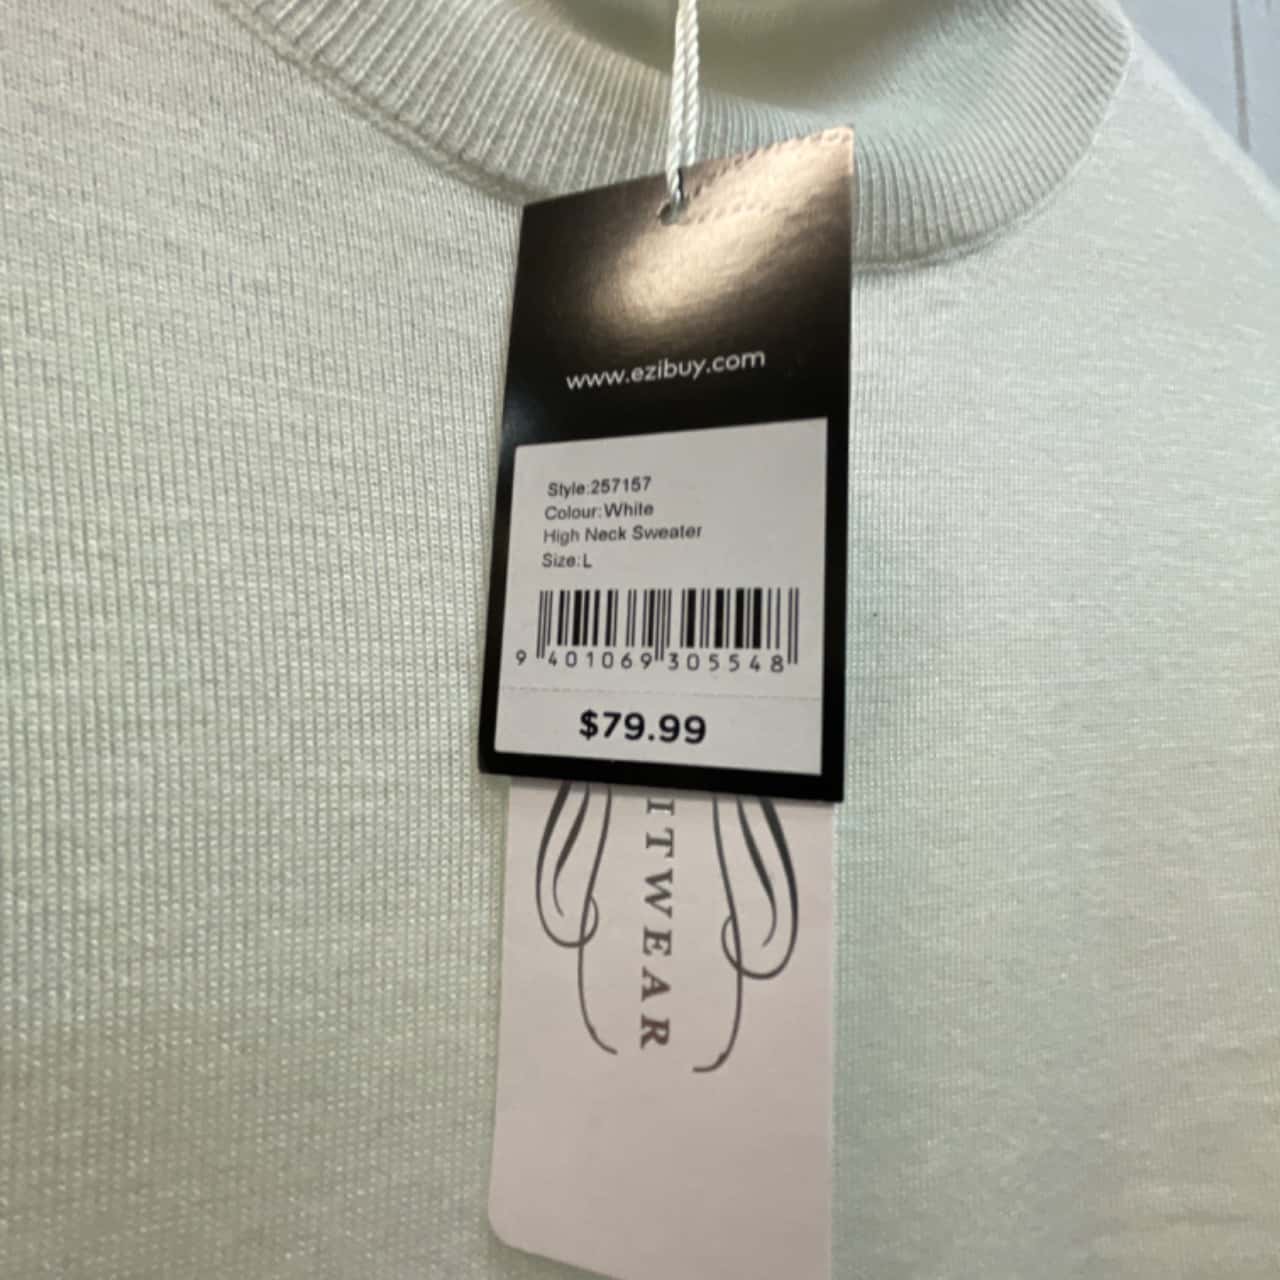 www.ezibuy.com
Style:257157
Colour:White
High Neck Sweater
Size:L
9 401069 305548
$79.99
ITWEAR